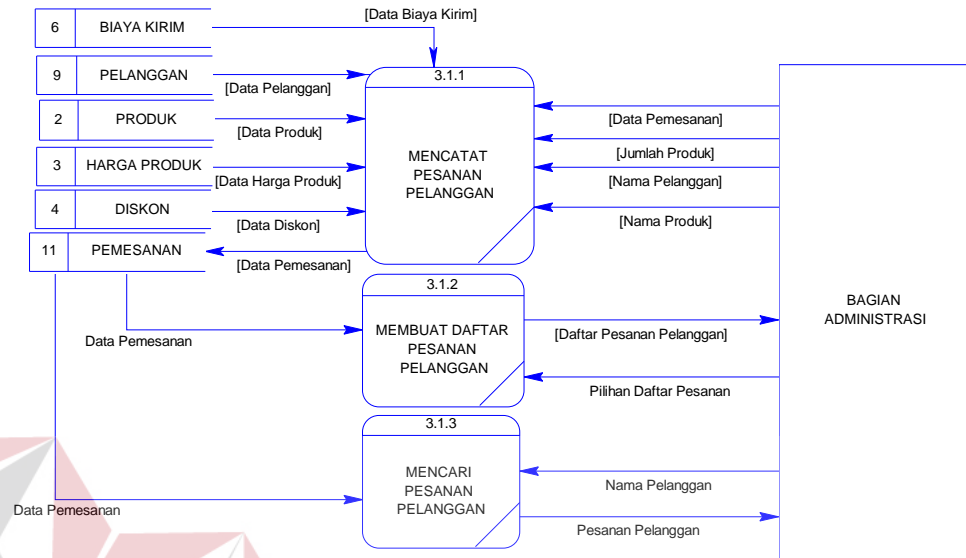 [Data Biaya Kirim]
6 BIAYA KIRIM
9 PELANGGAN
[Data Pelanggan]
2 PRODUK
[Data Produk]
3 HARGA PRODUK
[Data Harga Produk]
4 DISKON
[Data Diskon]
11 PEMESANAN
[Data Pemesanan]
3.1.1
MENCATAT
PESANAN
PELANGGAN
[Data Pemesanan]
[Jumlah Produk]
[Nama Pelanggan]
[Nama Produk]
3.1.2
MEMBUAT DAFTAR
PESANAN
PELANGGAN
Data Pemesanan
[Daftar Pesanan Pelanggan]
Pilihan Daftar Pesanan
BAGIAN
ADMINISTRASI
3.1.3
MENCARI
PESANAN
PELANGGAN
Data Pemesanan
Nama Pelanggan
Pesanan Pelanggan